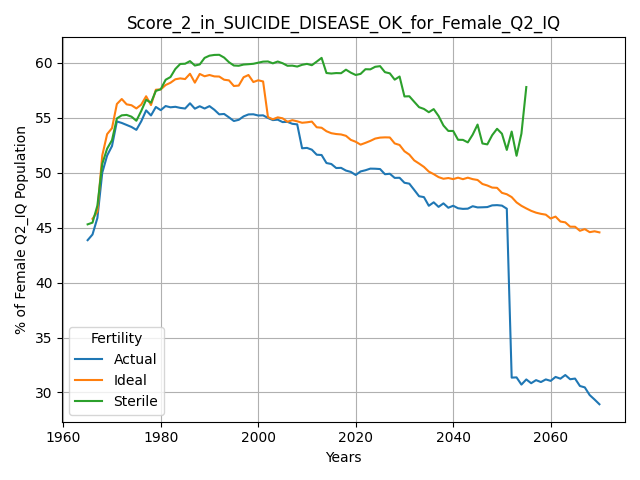 Score_2_in_SUICIDE_DISEASE_OK_for_Female_Q2_IQ
% of Female Q2_IQ Population
60
55
50
45
40
35
30
Fertility
Actual
Ideal
Sterile
1960
1980
2000
2020
2040
2060
Years